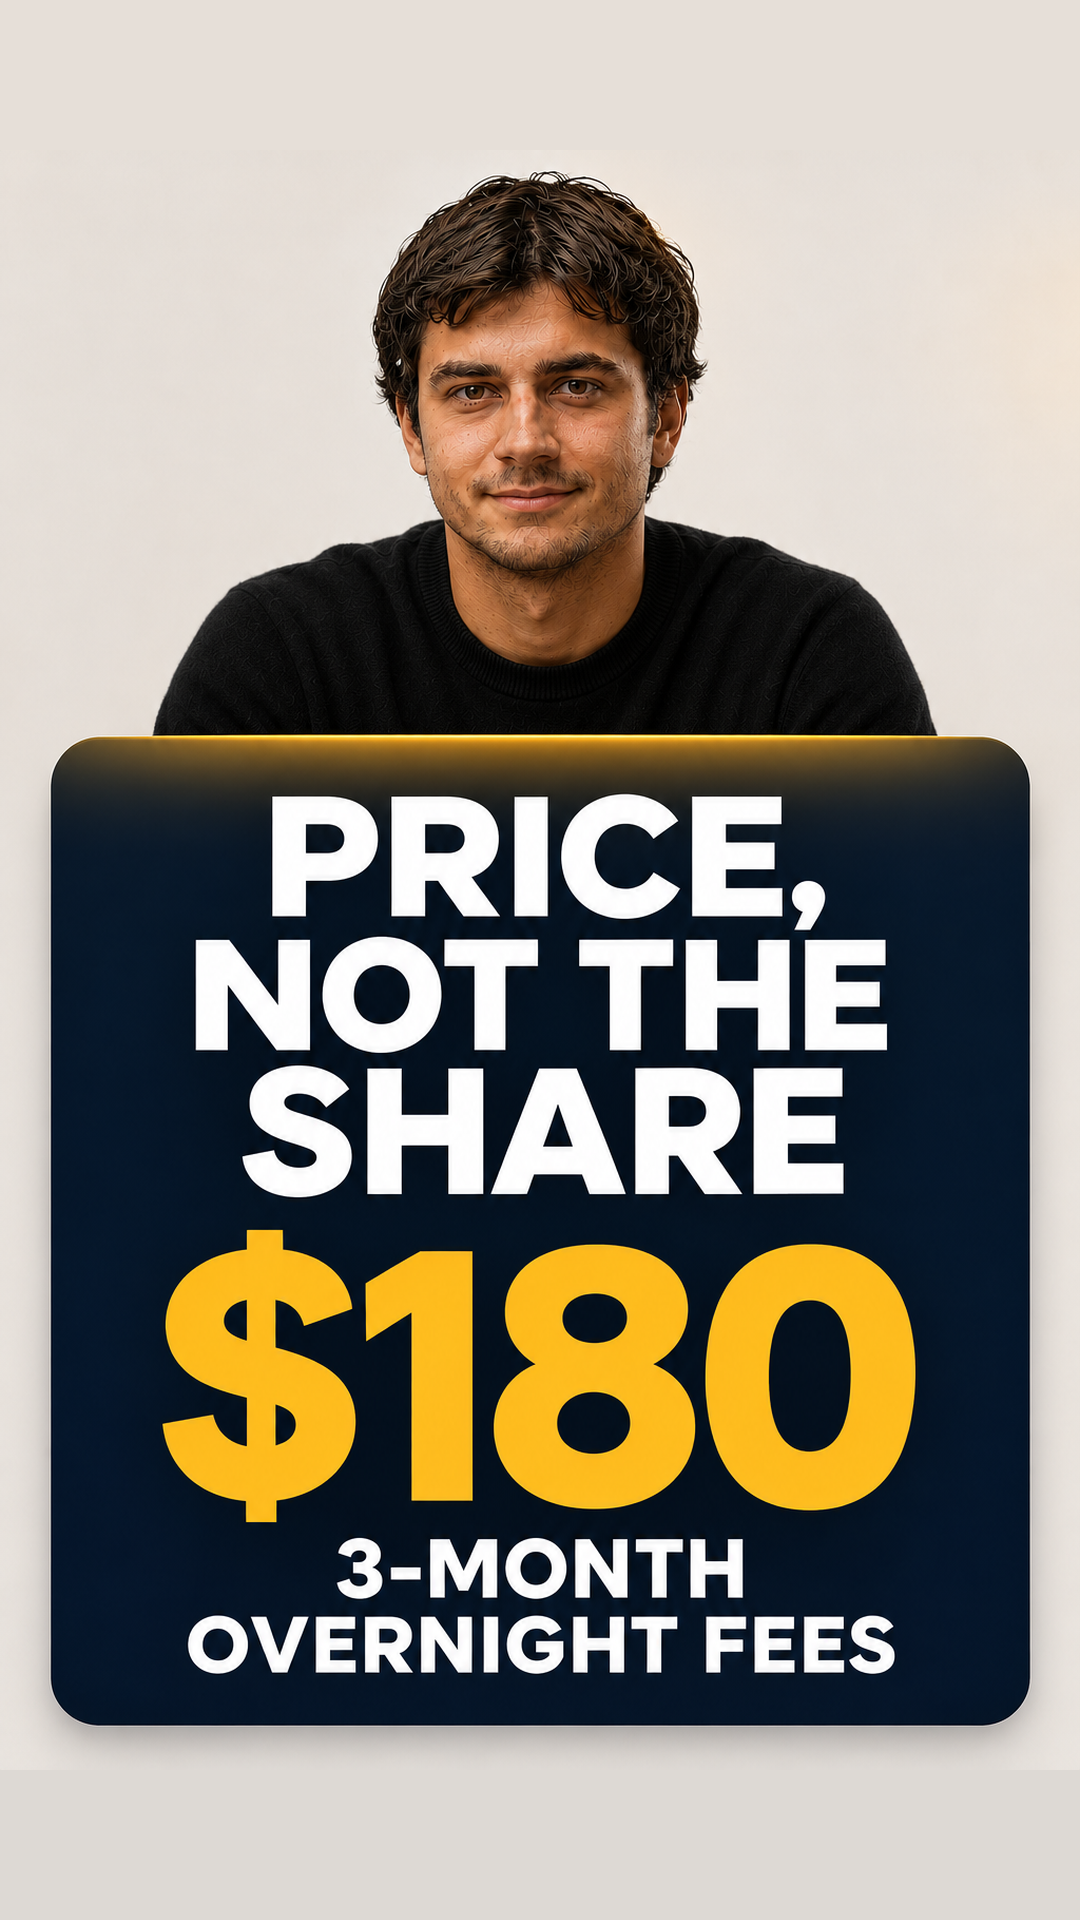 PRICE,
NOT THE
SHARE
$180
3-MONTH
OVERNIGHT FEES